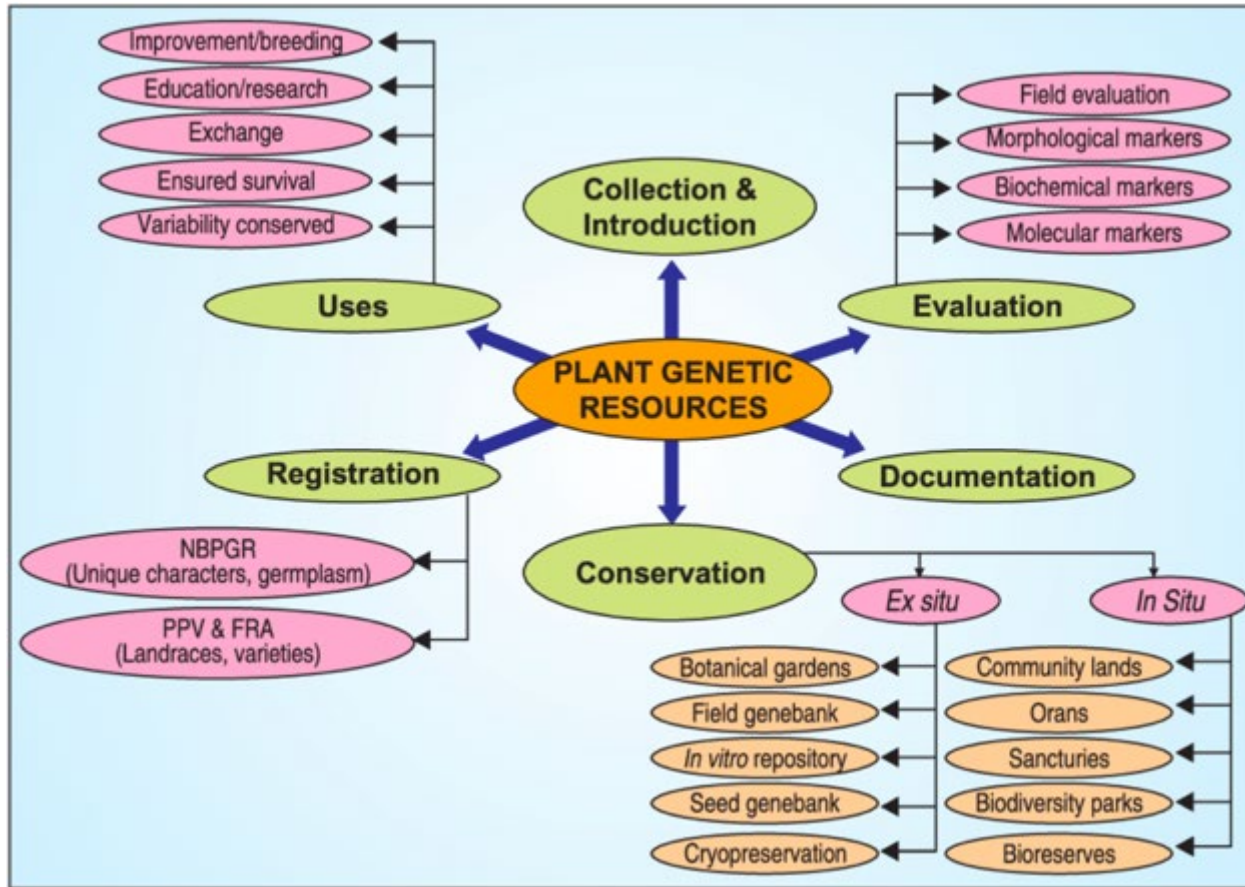 Improvement/breeding
Education/research
Exchange
Ensured survival
Variability conserved
Uses
Collection &
Introduction
Field evaluation
Morphological markers
Biochemical markers
Molecular markers
Evaluation
PLANT GENETIC
RESOURCES
Registration
NBPGR
(Unique characters, germplasm)
PPV & FRA
(Landraces, varieties)
Documentation
Conservation
Ex situ
Botanical gardens
Field genebank
In vitro repository
Seed genebank
Cryopreservation
In Situ
Community lands
Orans
Sancturies
Biodiversity parks
Bioreserves